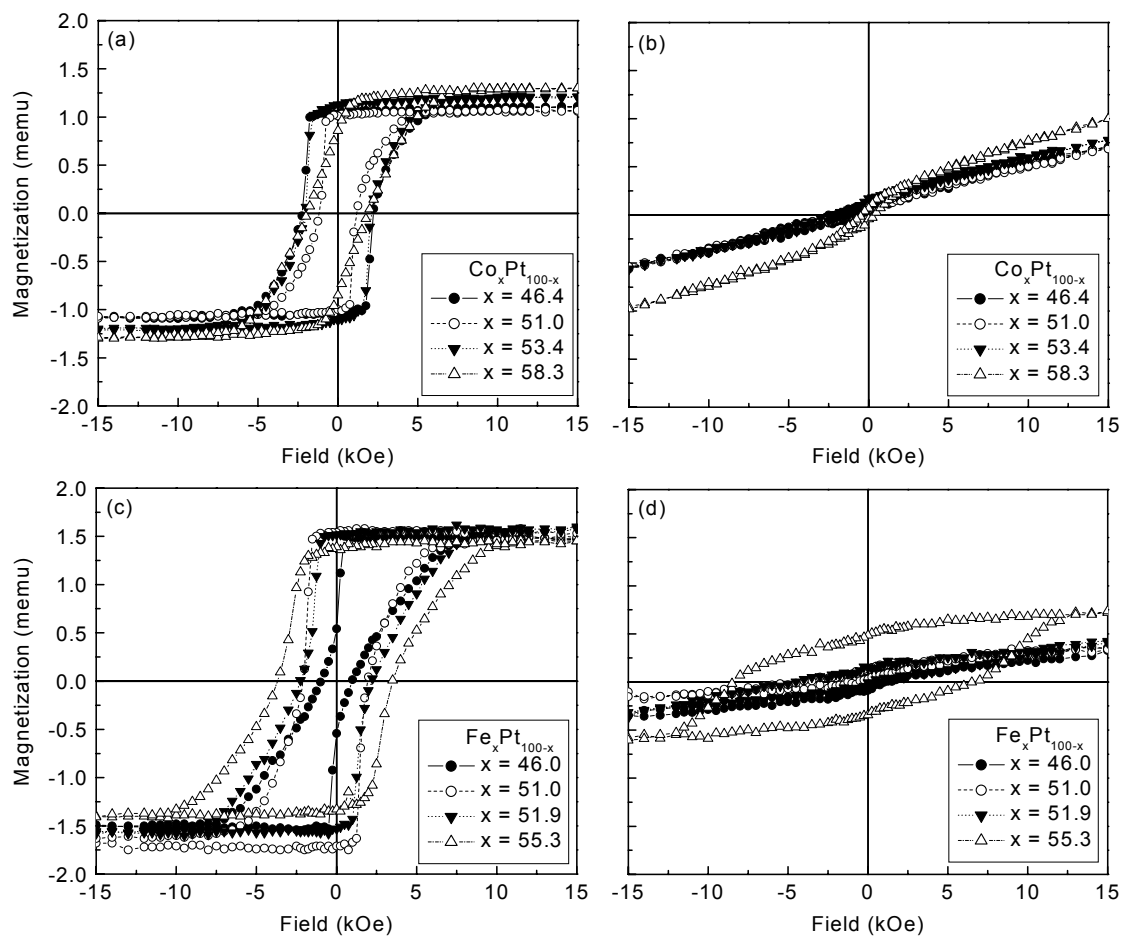 (a)
Magnetization (memu)
2.0
1.5
1.0
0.5
0.0
-0.5
-1.0
-1.5
-2.0
CoxPt100-x
x = 46.4
x = 51.0
x = 53.4
x = 58.3
-15 -10 -5 0 5 10 15
Field (kOe)
(b)
CoxPt100-x
x = 46.4
x = 51.0
x = 53.4
x = 58.3
-15 -10 -5 0 5 10 15
Field (kOe)
(c)
Magnetization (memu)
2.0
1.5
1.0
0.5
0.0
-0.5
-1.0
-1.5
-2.0
FexPt100-x
x = 46.0
x = 51.0
x = 51.9
x = 55.3
-15 -10 -5 0 5 10 15
Field (kOe)
(d)
FexPt100-x
x = 46.0
x = 51.0
x = 51.9
x = 55.3
-15 -10 -5 0 5 10 15
Field (kOe)